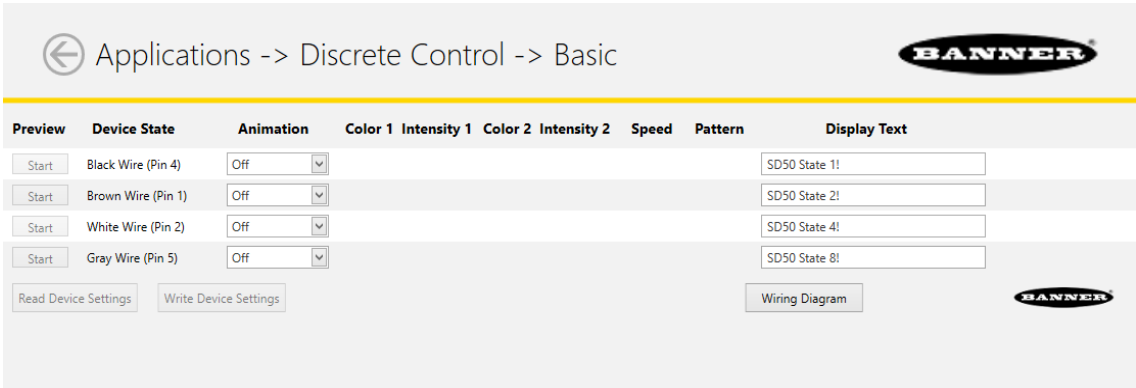 Applications -> Discrete Control -> Basic
BANNER
Preview Device State Animation Color 1 Intensity 1 Color 2 Intensity 2 Speed Pattern Display Text
Start Black Wire (Pin 4) Off SD50 State 1!
Start Brown Wire (Pin 1) Off SD50 State 2!
Start White Wire (Pin 2) Off SD50 State 4!
Start Gray Wire (Pin 5) Off SD50 State 8!
Read Device Settings Write Device Settings Wiring Diagram BANNER